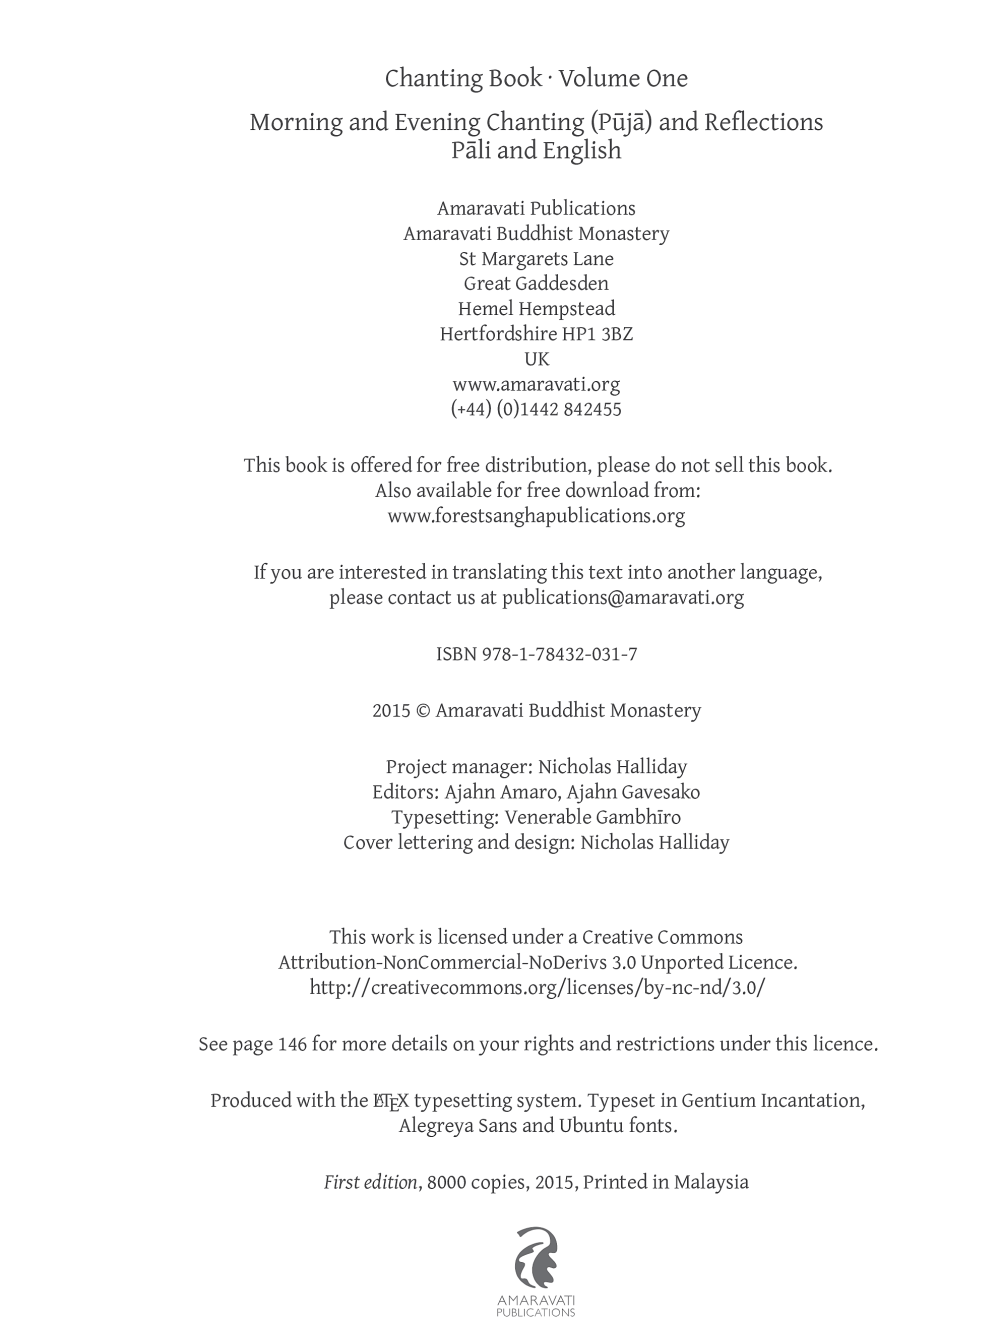 Chanting Book · Volume One
Morning and Evening Chanting (Pūjā) and Reflections
Pāli and English
Amaravati Publications
Amaravati Buddhist Monastery
St Margarets Lane
Great Gaddesden
Hemel Hempstead
Hertfordshire HP1 3BZ
UK
www.amaravati.org
(+44) (0)1442 842455
This book is offered for free distribution, please do not sell this book.
Also available for free download from:
www.forestsanghapublications.org
If you are interested in translating this text into another language,
please contact us at publications@amaravati.org
ISBN 978-1-78432-031-7
2015 © Amaravati Buddhist Monastery
Project manager: Nicholas Halliday
Editors: Ajahn Amaro, Ajahn Gavesako
Typesetting: Venerable Gambhīro
Cover lettering and design: Nicholas Halliday
This work is licensed under a Creative Commons
Attribution-NonCommercial-NoDerivs 3.0 Unported Licence.
http://creativecommons.org/licenses/by-nc-nd/3.0/
See page 146 for more details on your rights and restrictions under this licence.
Produced with the LATEX typesetting system. Typeset in Gentium Incantation,
Alegreya Sans and Ubuntu fonts.
First edition, 8000 copies, 2015, Printed in Malaysia
AMARAVATI
PUBLICATIONS